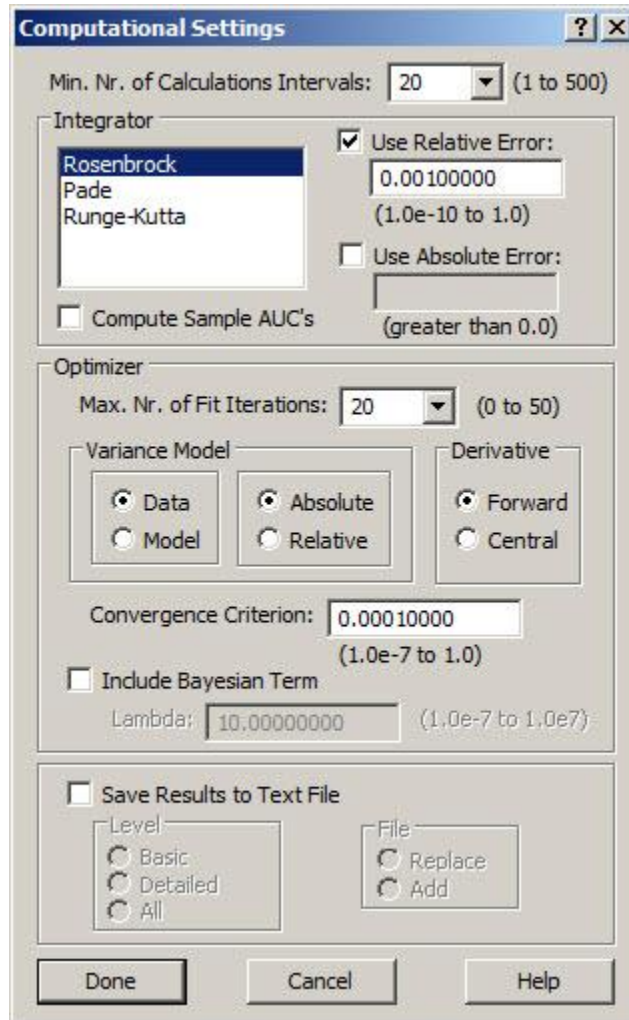 Computational Settings
Min. Nr. of Calculations Intervals: 20 (1 to 500)
Integrator
Rosenbrock
Pade
Runge-Kutta
Compute Sample AUC's
Use Relative Error:
0.00100000
(1.0e-10 to 1.0)
Use Absolute Error:
(greater than 0.0)
Optimizer
Max. Nr. of Fit Iterations: 20 (0 to 50)
Variance Model
Data
Model
Absolute
Relative
Derivative
Forward
Central
Convergence Criterion: 0.00010000
(1.0e-7 to 1.0)
Include Bayesian Term
Lambda: 10.00000000 (1.0e-7 to 1.0e7)
Save Results to Text File
Level
Basic
Detailed
All
File
Replace
Add
Done Cancel Help